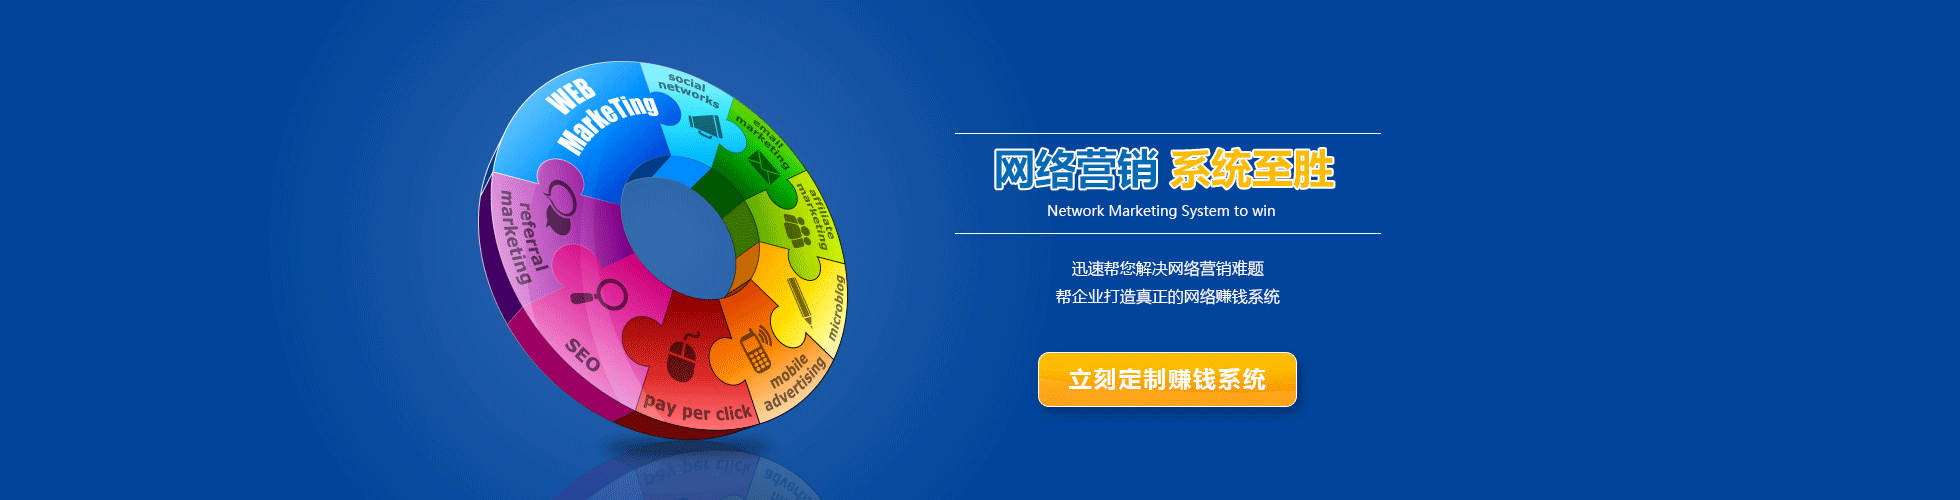 WEB
MarkeTing
social
networks
email
marketing
affiliate
marketing
microblog
mobile
advertising
pay per click
SEO
referral
marketing
网络营销 系统至胜
Network Marketing System to win
迅速帮您解决网络营销难题
帮企业打造真正的网络赚钱系统
立刻定制赚钱系统